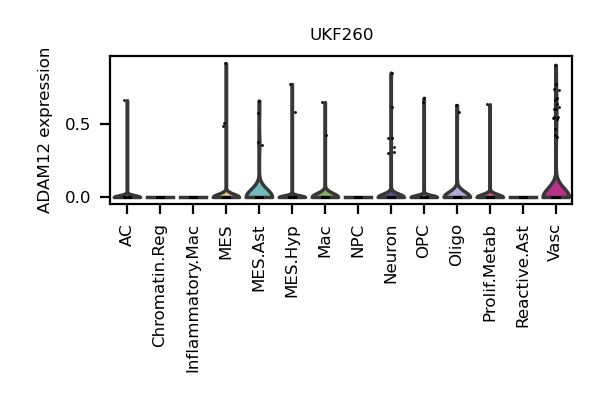 UKF260
ADAM12 expression
0.5
0.0
AC
Chromatin.Reg
Inflammatory.Mac
MES
MES.Ast
MES.Hyp
Mac
NPC
Neuron
OPC
Oligo
Prolif.Metab
Reactive.Ast
Vasc